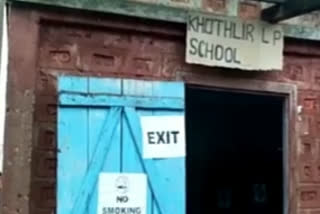 KHOTHLIR L P
SCHOOL
EXIT
NO
SMOKING